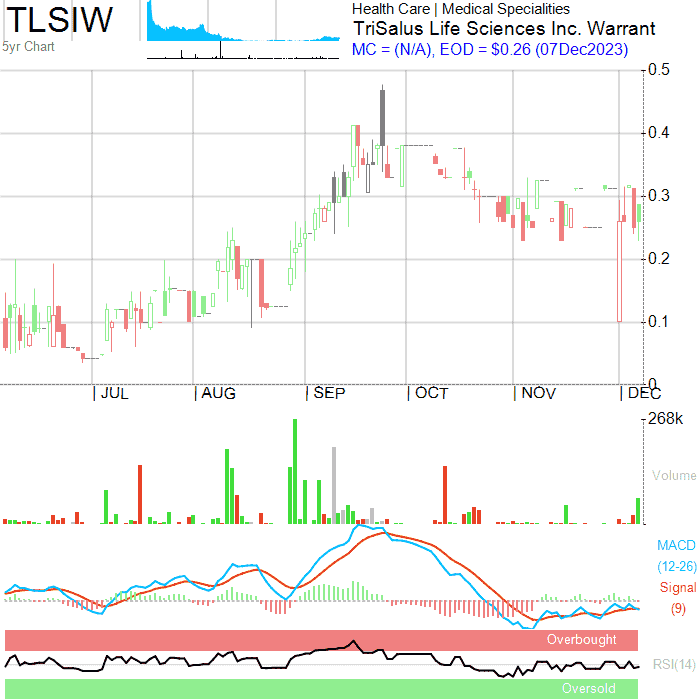 TLSIW
5yr Chart
Health Care | Medical Specialities
TriSalus Life Sciences Inc. Warrant
MC = (N/A), EOD = $0.26 (07Dec2023)
0.5
0.4
0.3
0.2
0.1
0
| JUL
| AUG
| SEP
| OCT
| NOV
| DEC
268k
Volume
MACD
(12-26)
Signal
(9)
Overbought
RSI(14)
Oversold